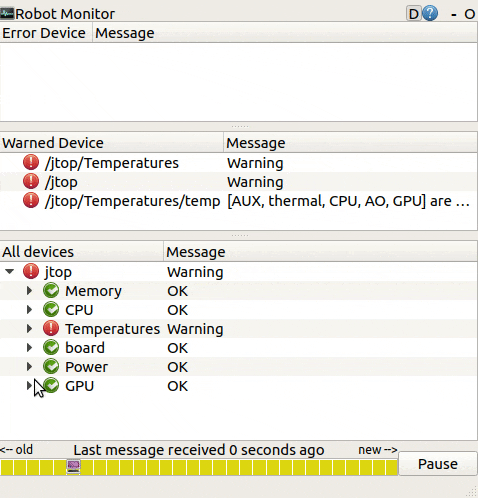 Robot Monitor D ? - O
Error Device Message
Warned Device Message
/jtop/Temperatures Warning
/jtop Warning
/jtop/Temperatures/temp [AUX, thermal, CPU, AO, GPU] are ...
All devices Message
jtop Warning
Memory OK
CPU OK
Temperatures Warning
board OK
Power OK
GPU OK
<-- old Last message received 0 seconds ago new -->
Pause